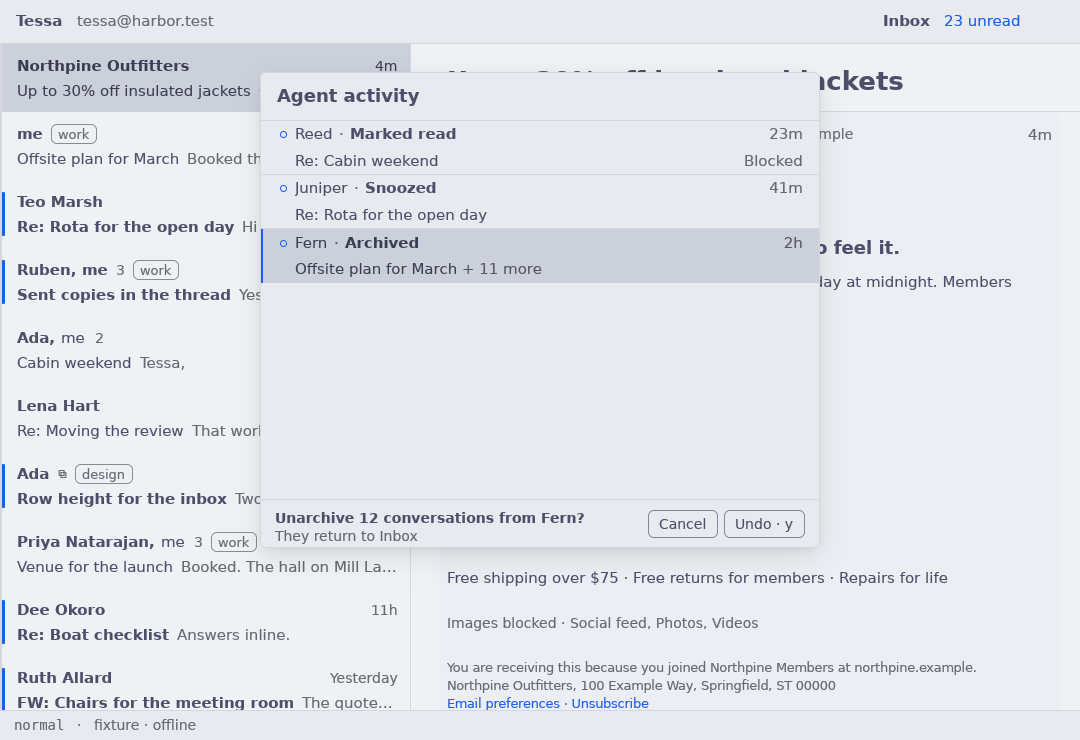 Tessa tessa@harbor.test Inbox 23 unread
Northpine Outfitters 4m
Up to 30% off insulated jackets
me work
Offsite plan for March Booked th
Teo Marsh
Re: Rota for the open day Hi
Ruben, me 3 work
Sent copies in the thread Yes
Ada, me 2
Cabin weekend Tessa,
Lena Hart
Re: Moving the review That work
Ada design
Row height for the inbox Two
Priya Natarajan, me 3 work
Venue for the launch Booked. The hall on Mill La…
Dee Okoro 11h
Re: Boat checklist Answers inline.
Ruth Allard Yesterday
FW: Chairs for the meeting room The quote…
Agent activity
Reed · Marked read 23m
Re: Cabin weekend Blocked
Juniper · Snoozed 41m
Re: Rota for the open day
Fern · Archived 2h
Offsite plan for March + 11 more
Unarchive 12 conversations from Fern?
They return to Inbox
Cancel Undo · y
ckets
mple 4m
feel it.
day at midnight. Members
Free shipping over $75 · Free returns for members · Repairs for life
Images blocked · Social feed, Photos, Videos
You are receiving this because you joined Northpine Members at northpine.example.
Northpine Outfitters, 100 Example Way, Springfield, ST 00000
Email preferences · Unsubscribe
normal · fixture · offline